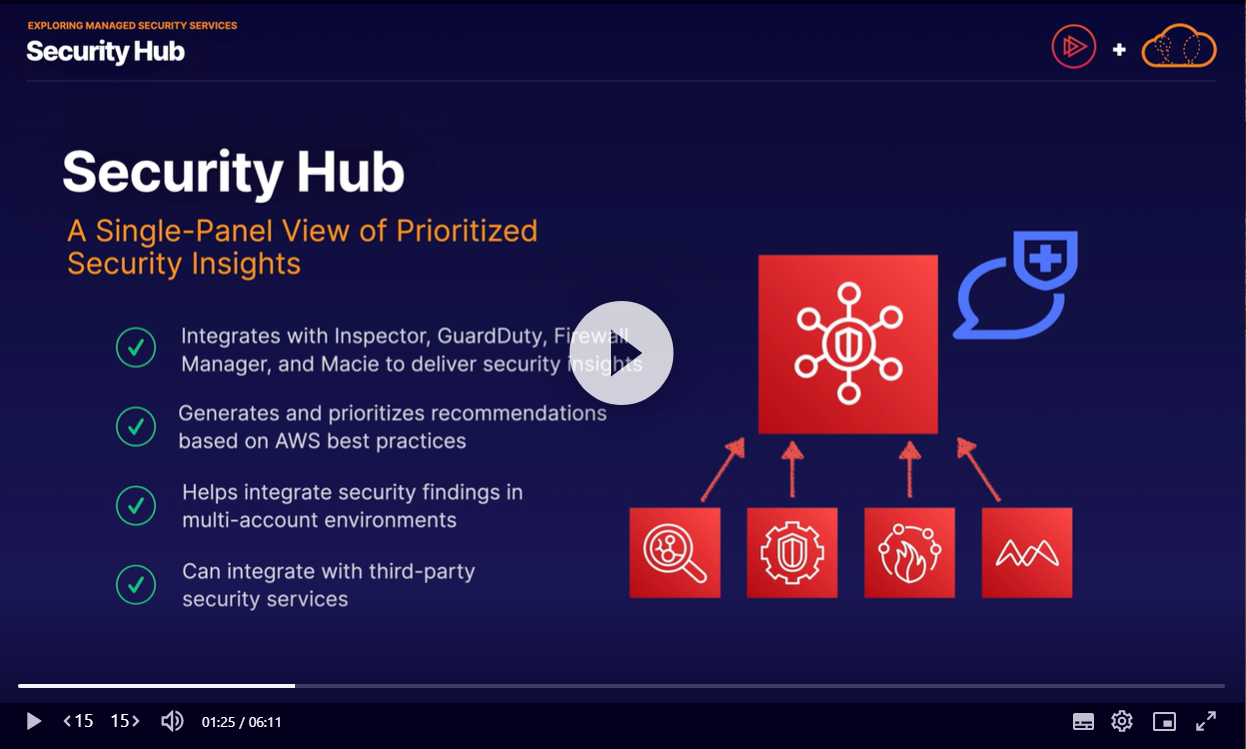 EXPLORING MANAGED SECURITY SERVICES
Security Hub
Security Hub
A Single-Panel View of Prioritized
Security Insights
Integrates with Inspector, GuardDuty, Firewall
Manager, and Macie to deliver security insights
Generates and prioritizes recommendations
based on AWS best practices
Helps integrate security findings in
multi-account environments
Can integrate with third-party
security services
15 15 01:25 / 06:11